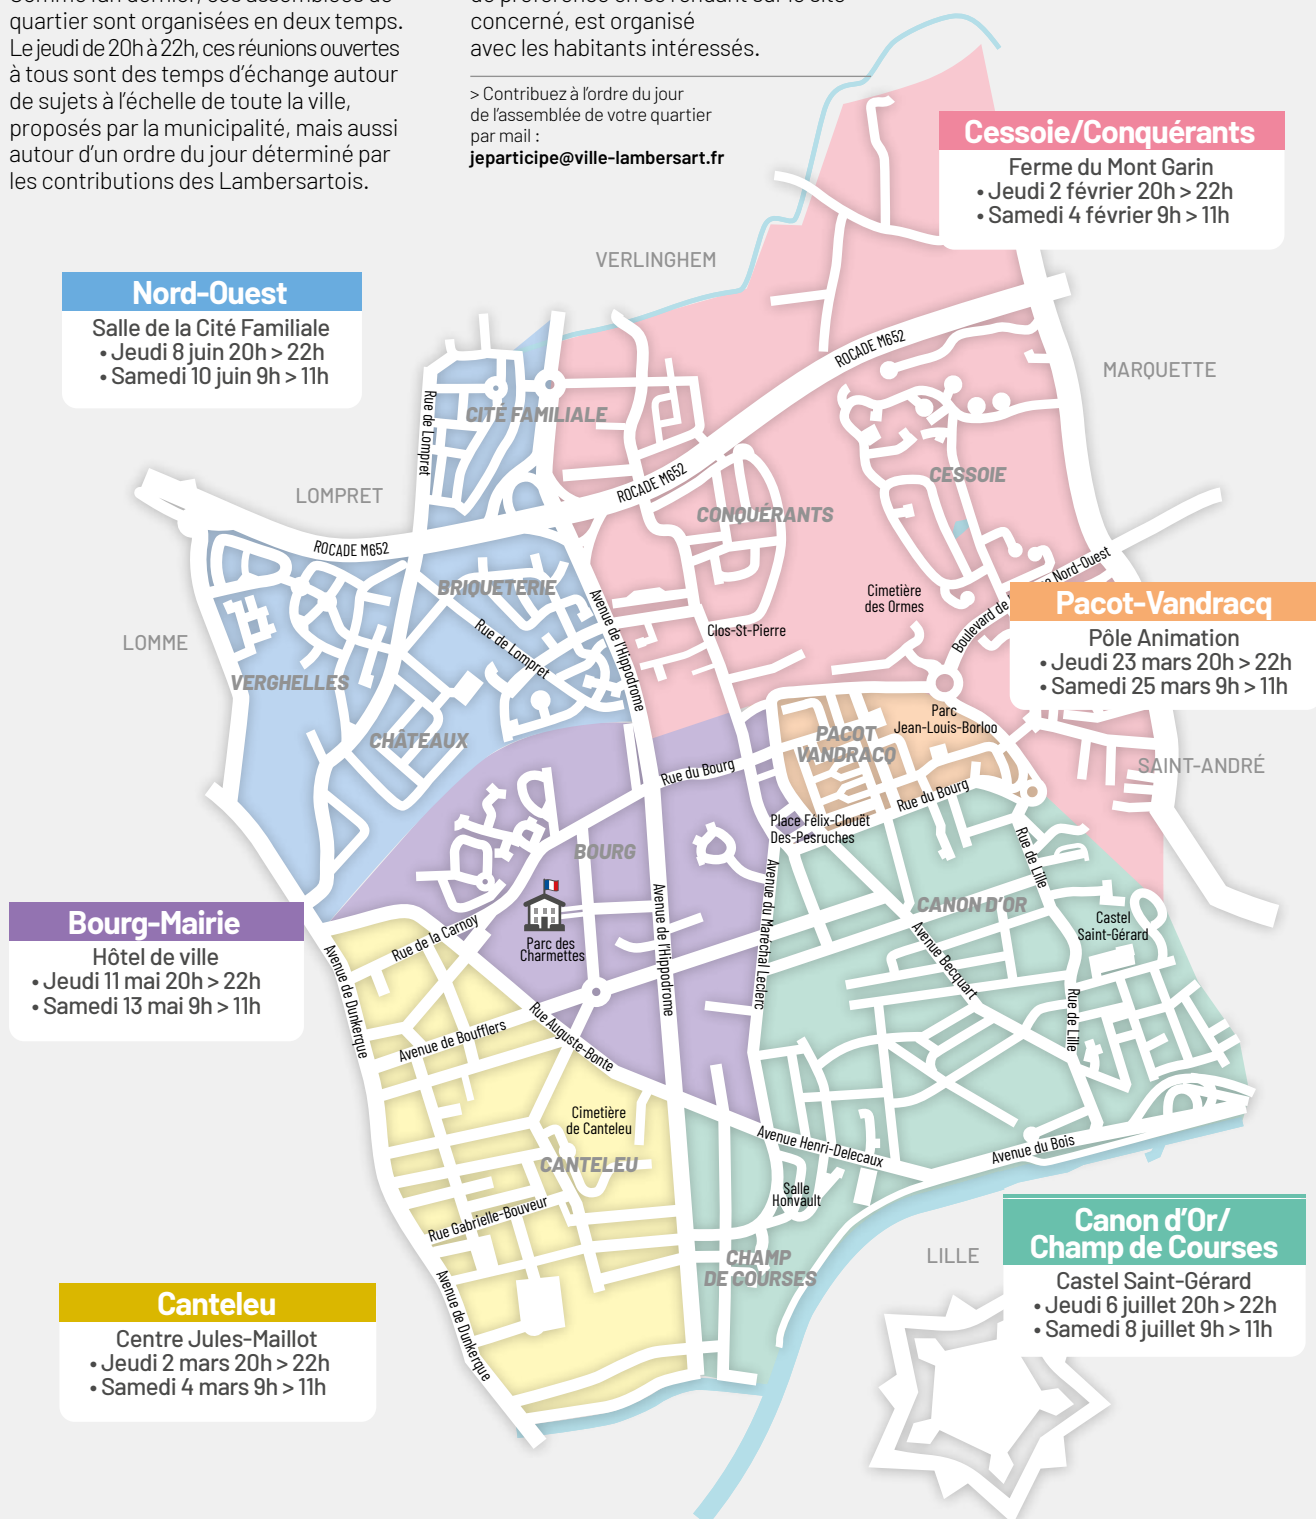 quartier sont organisées en deux temps.
Le jeudi de 20h à 22h, ces réunions ouvertes
à tous sont des temps d'échange autour
de sujets à l'échelle de toute la ville,
proposés par la municipalité, mais aussi
autour d'un ordre du jour déterminé par
les contributions des Lambersartois.
concerné, est organisé
avec les habitants intéressés.
> Contribuez à l'ordre du jour
de l'assemblée de votre quartier
par mail :
jeparticipe@ville-lambersart.fr
Cessoie/Conquérants
Ferme du Mont Garin
• Jeudi 2 février 20h > 22h
• Samedi 4 février 9h > 11h
VERLINGHEM
Nord-Ouest
Salle de la Cité Familiale
• Jeudi 8 juin 20h > 22h
• Samedi 10 juin 9h > 11h
ROCADE M652
MARQUETTE
Rue de Lompret
CITÉ FAMILIALE
ROCADE M652
CESSOIE
LOMPRET
CONQUÉRANTS
ROCADE M652
BRIQUETERIE
Nord-Ouest
Boulevard de
Cimetière
des Ormes
Avenue de l'Hippodrome
Pacot-Vandracq
Pôle Animation
• Jeudi 23 mars 20h > 22h
• Samedi 25 mars 9h > 11h
Rue de Lompret
Clos-St-Pierre
LOMME
VERGHELLES
CHÂTEAUX
Parc
Jean-Louis-Borloo
PACOT
VANDRACQ
SAINT-ANDRÉ
Rue du Bourg
Rue du Bourg
Place Félix-Clouët
Des-Pesruches
BOURG
Rue de Lille
Avenue du Maréchal Leclerc
Avenue de l'Hippodrome
CANON D'OR
Castel
Saint-Gérard
Bourg-Mairie
Hôtel de ville
• Jeudi 11 mai 20h > 22h
• Samedi 13 mai 9h > 11h
Rue de la Carnoy
Parc des
Charmettes
Avenue Becquart
Avenue de Dunkerque
Rue de Lille
Avenue de Boufflers
Rue Auguste-Bonte
Cimetière
de Canteleu
Avenue Henri-Delecaux
Avenue du Bois
CANTELEU
Salle
Honvault
Rue Gabrielle-Bouveur
CHAMP
DE COURSES
LILLE
Canon d'Or/
Champ de Courses
Castel Saint-Gérard
• Jeudi 6 juillet 20h > 22h
• Samedi 8 juillet 9h > 11h
Avenue de Dunkerque
Canteleu
Centre Jules-Maillot
• Jeudi 2 mars 20h > 22h
• Samedi 4 mars 9h > 11h